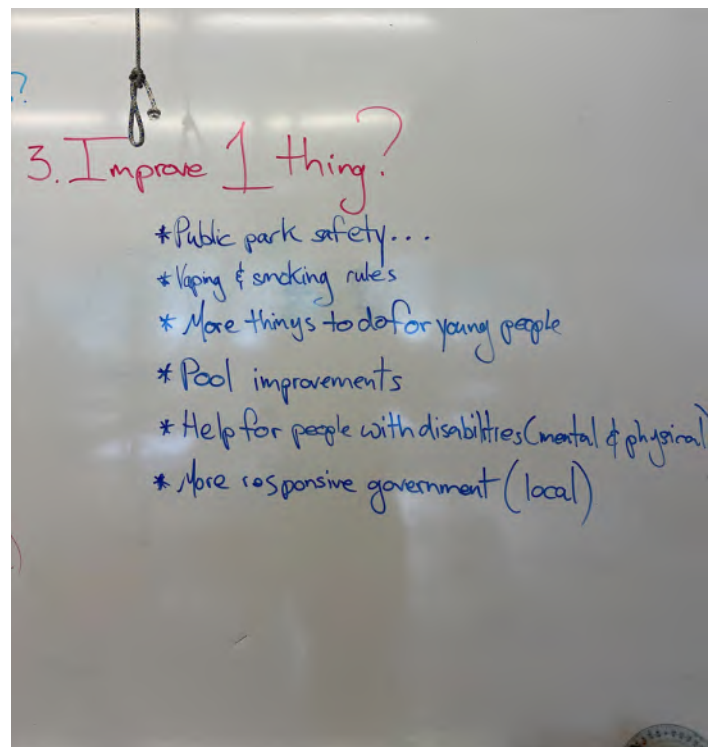 ?
3. Improve 1 thing?
* Public park safety...
* Vaping & smoking rules
* More things to do for young people
* Pool improvements
* Help for people with disabilities (mental & physical)
* More responsive government (local)
)